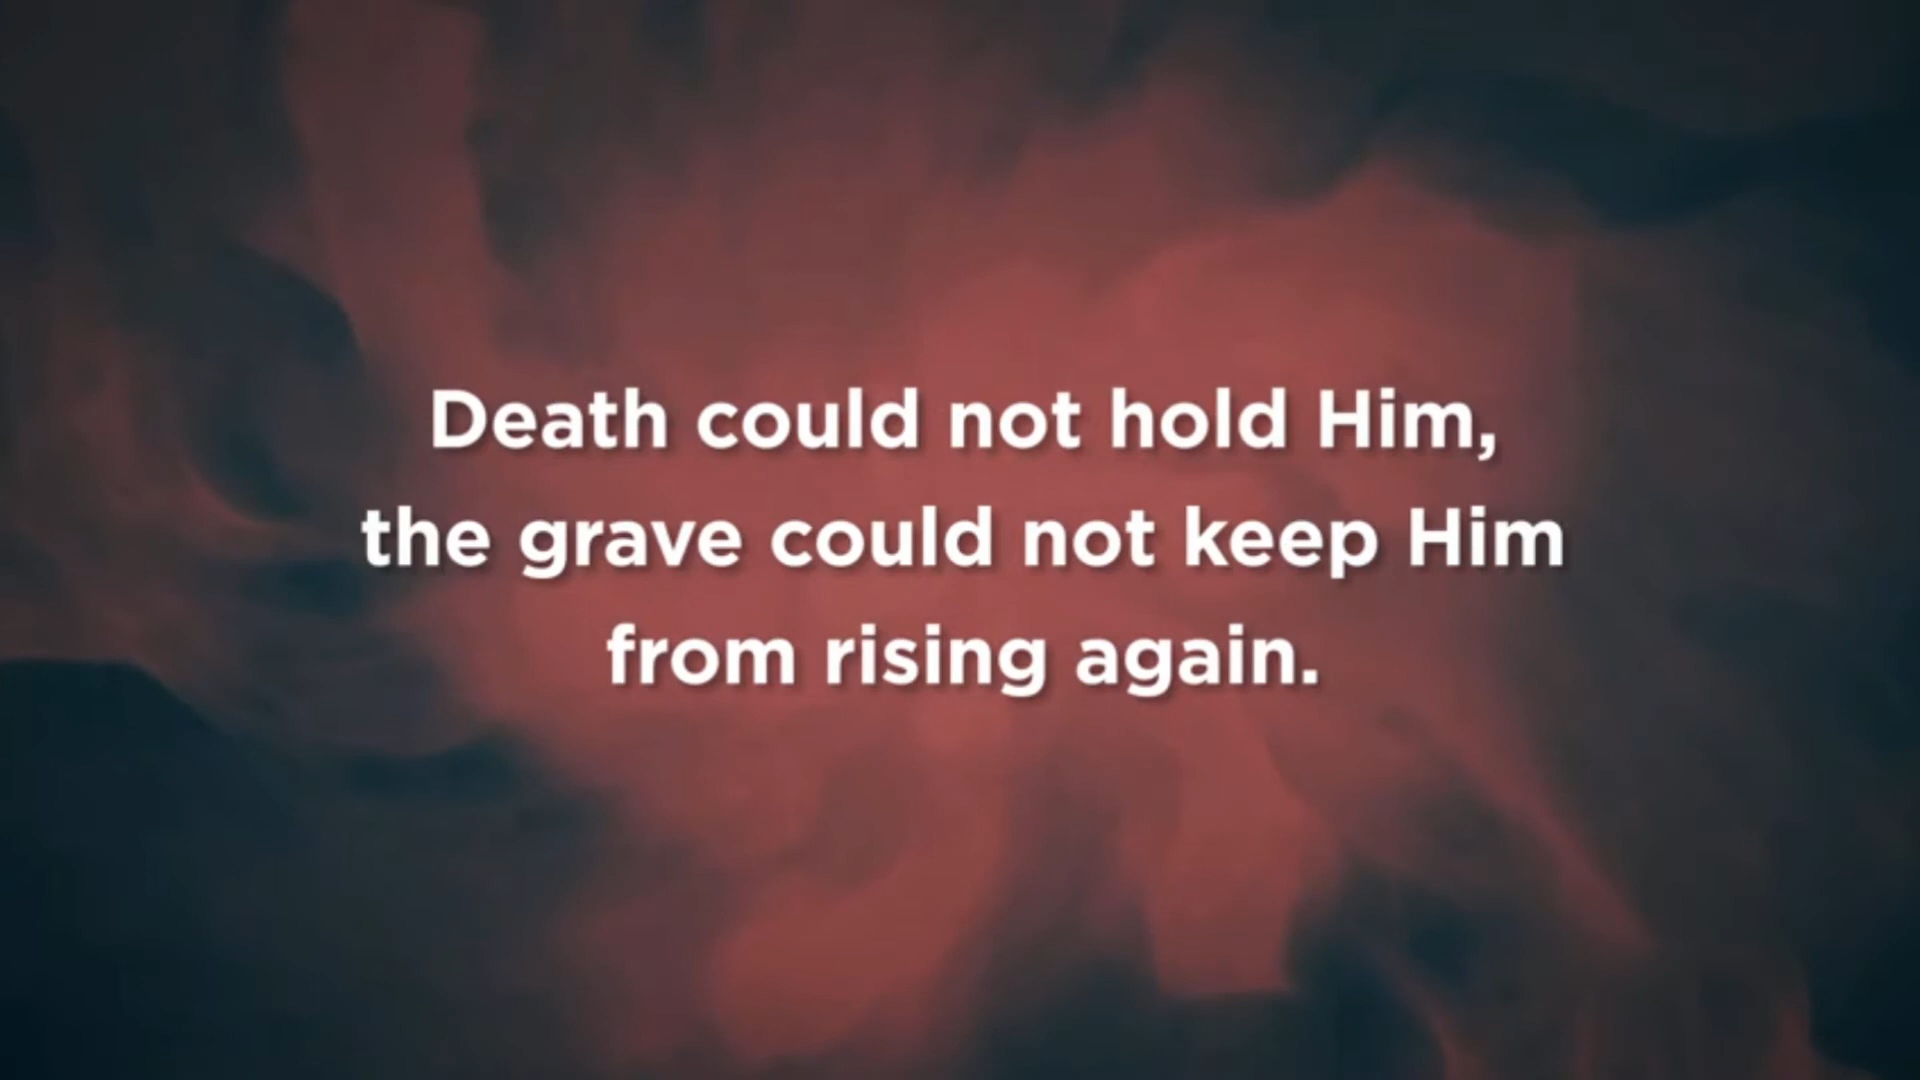 Death could not hold Him,
the grave could not keep Him
from rising again.